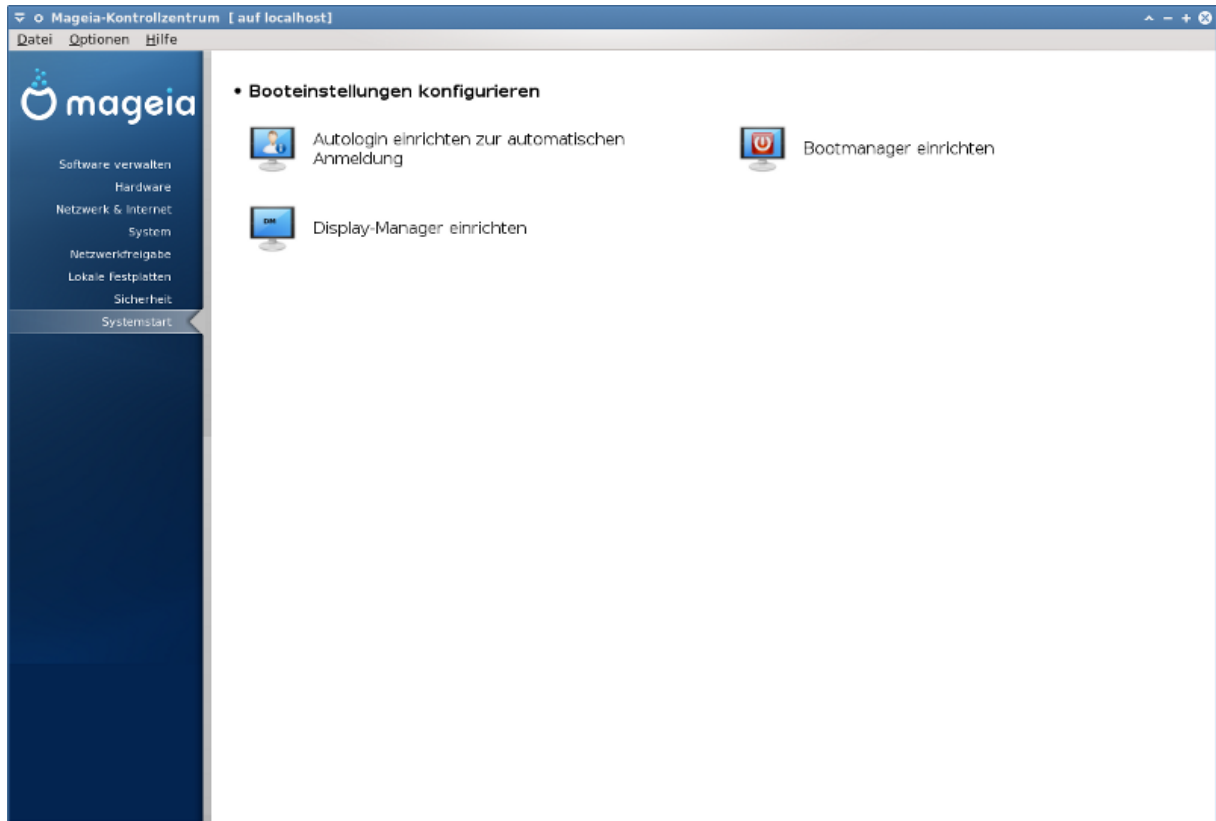 Mageia-Kontrollzentrum [ auf localhost]
Datei Optionen Hilfe
mageia
Software verwalten
Hardware
Netzwerk & Internet
System
Netzwerkfreigabe
Lokale Festplatten
Sicherheit
Systemstart
• Booteinstellungen konfigurieren
Autologin einrichten zur automatischen
Anmeldung
Bootmanager einrichten
DM
Display-Manager einrichten